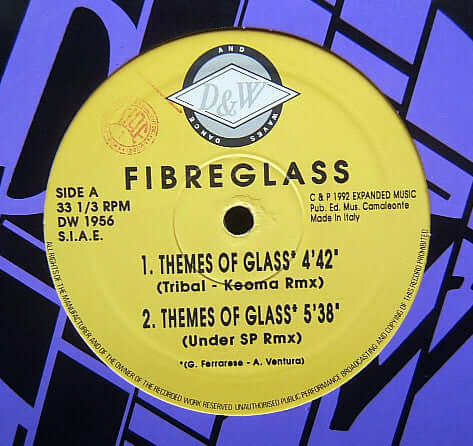 AND
D&W
DANCE WAVES
FIBREGLASS
SIDE A
33 1/3 RPM
DW 1956
S.I.A.E.
C & P 1992 EXPANDED MUSIC
Pub. Ed. Mus. Camaleonte
Made in Italy
1. THEMES OF GLASS* 4'42"
(Tribal - Keoma Rmx)
2. THEMES OF GLASS* 5'38"
(Under SP Rmx)
*(G. Ferrarese - A. Ventura)
ALL RIGHTS OF THE MANUFACTURER AND OF THE OWNER OF THE RECORDED WORK RESERVED. UNAUTHORISED PUBLIC PERFORMANCE BROADCASTING AND COPYING OF THIS RECORD PROHIBITED